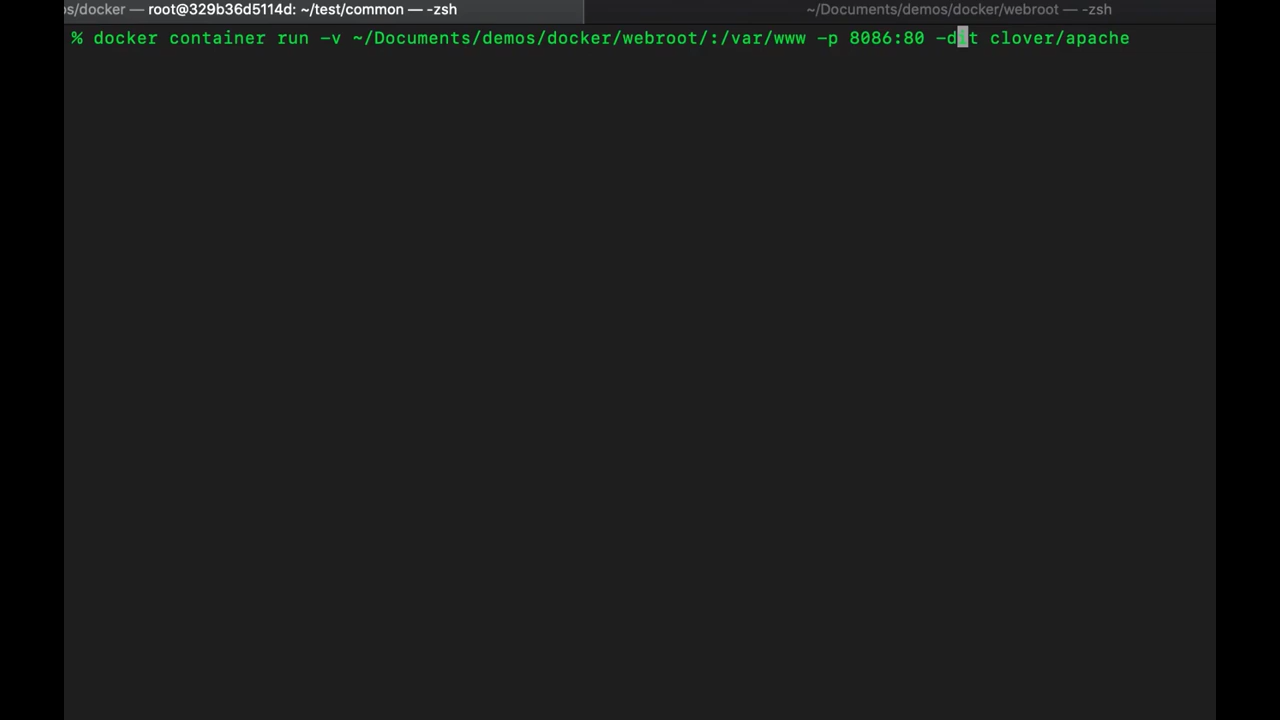 os/docker — root@329b36d5114d: ~/test/common — -zsh
~/Documents/demos/docker/webroot — -zsh
% docker container run -v ~/Documents/demos/docker/webroot/:/var/www -p 8086:80 -dit clover/apache